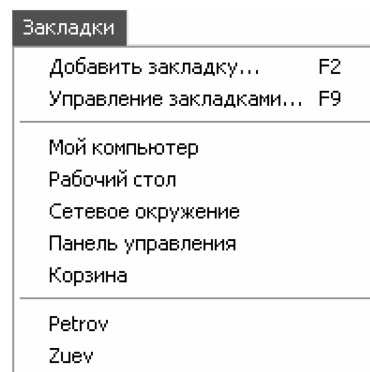 Закладки
Добавить закладку... F2
Управление закладками... F9
Мой компьютер
Рабочий стол
Сетевое окружение
Панель управления
Корзина
Petrov
Zuev